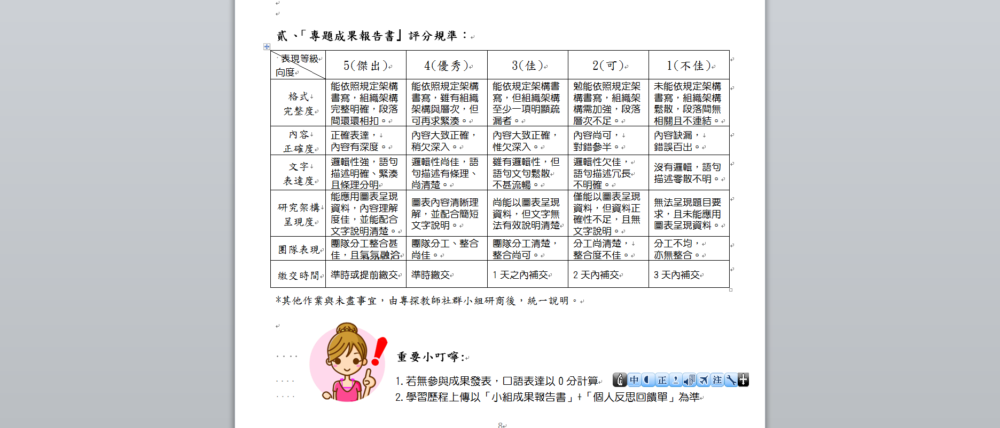 貳、「專題成果報告書」評分規準：
表現等級
向度
5(傑出)
4(優秀)
3(佳)
2(可)
1(不佳)
格式
完整度
能依照規定架構
書寫，組織架構
完整明確，段落
間環環相扣。
能依照規定架構
書寫，雖有組織
架構與層次，但
可再求緊湊。
能依規定架構書
寫，但組織架構
至少一項明顯疏
漏者。
勉能依照規定架
構書寫，組織架
構需加強，段落
層次不足。
未能依規定架構
書寫，組織架構
鬆散，段落間無
相關且不連結。
內容
正確度
正確表達，
內容有深度。
內容大致正確，
稍欠深入。
內容大致正確，
惟欠深入。
內容尚可，
對錯參半。
內容缺漏，
錯誤百出。
文字
表達度
邏輯性強，語句
描述明確、緊湊
且條理分明
邏輯性尚佳，語
句描述有條理、
尚清楚。
雖有邏輯性，但
語句文句鬆散
不甚流暢。
邏輯性欠佳，
語句描述冗長
不明確。
沒有邏輯，語句
描述零散不明。
研究架構
呈現度
能應用圖表呈現
資料，內容理解
度佳，並能配合
文字說明清楚。
圖表內容清晰理
解，並配合簡短
文字說明。
尚能以圖表呈現
資料，但文字無
法有效說明清楚
僅能以圖表呈現
資料，但資料正
確性不足，且無
文字說明。
無法呈現題目要
求，且未能應用
圖表呈現資料。
團隊表現
團隊分工整合甚
佳，且氣氛融洽
團隊分工、整合
尚佳。
團隊分工清楚，
整合尚可。
分工尚清楚，
整合度不佳。
分工不均，
亦無整合。
繳交時間
準時或提前繳交
準時繳交
1 天之內補交
2 天內補交
3 天內補交
*其他作業與未盡事宜，由專探教師社群小組研商後，統一說明。
重要小叮嚀:
1.若無參與成果發表，口語表達以 0 分計算
中
正
注
2.學習歷程上傳以「小組成果報告書」+「個人反思回饋單」為準
8